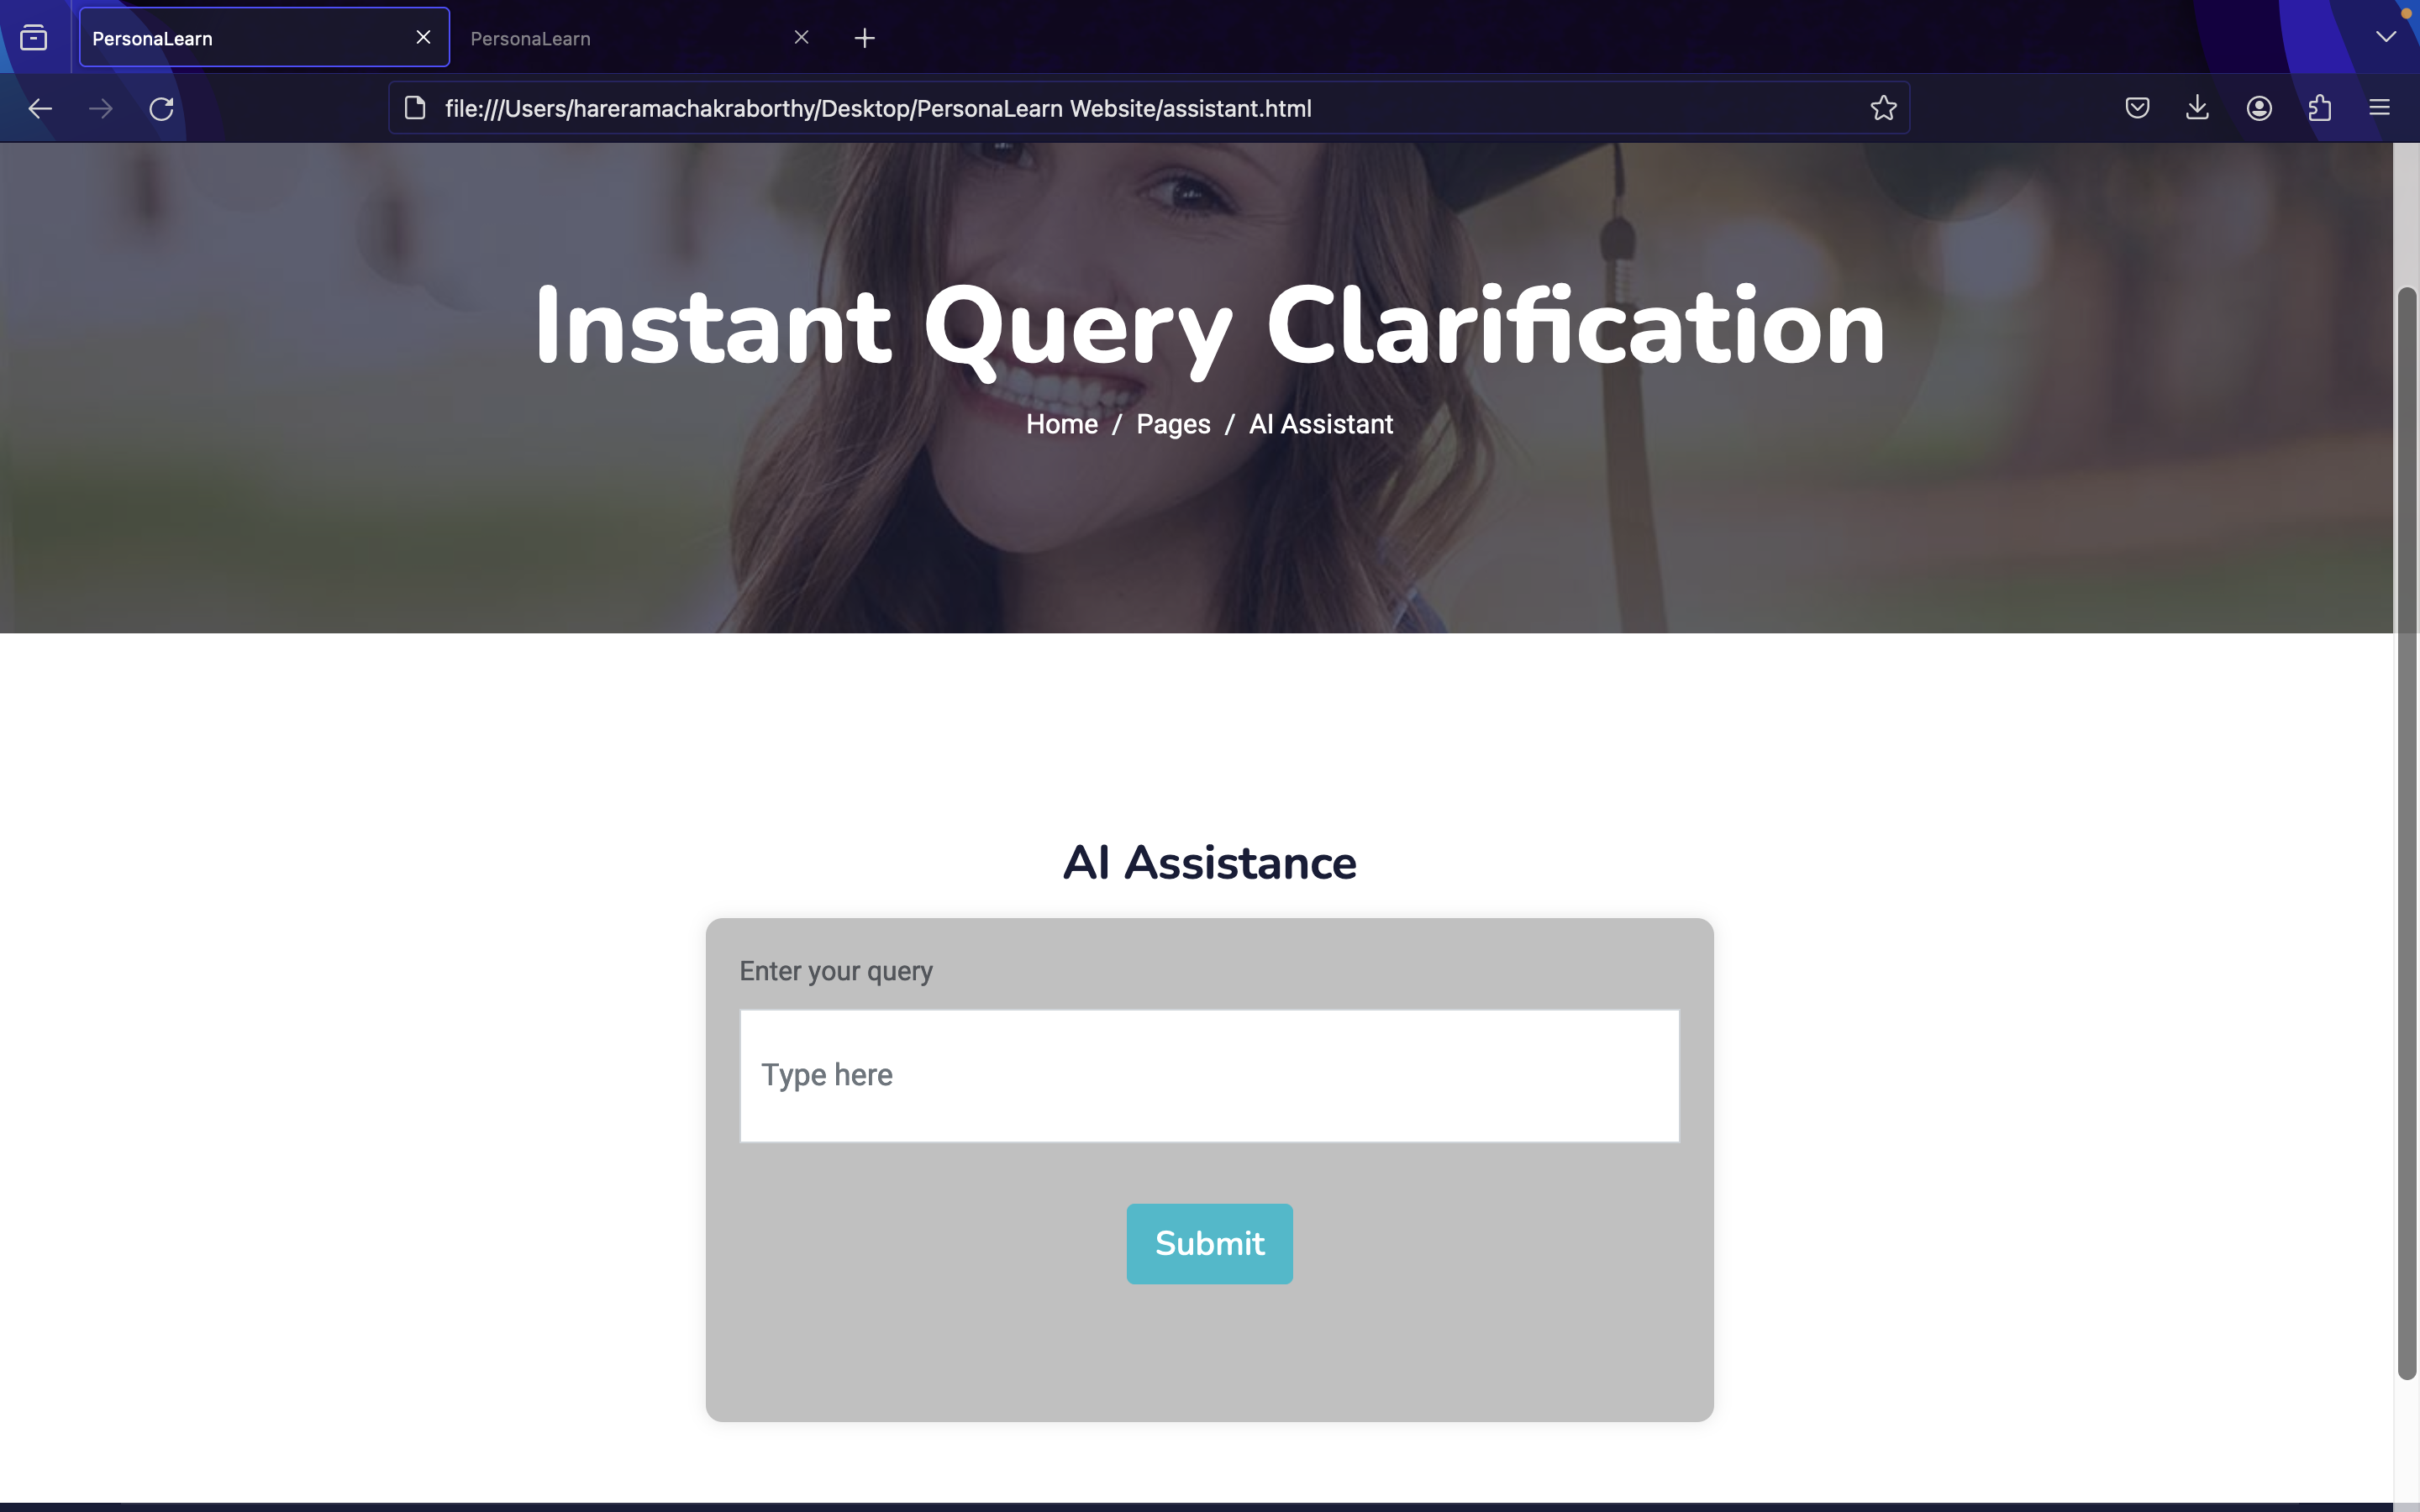 PersonaLearn
PersonaLearn
file:///Users/hareramachakraborthy/Desktop/PersonaLearn Website/assistant.html
Instant Query Clarification
Home / Pages / AI Assistant
AI Assistance
Enter your query
Type here
Submit